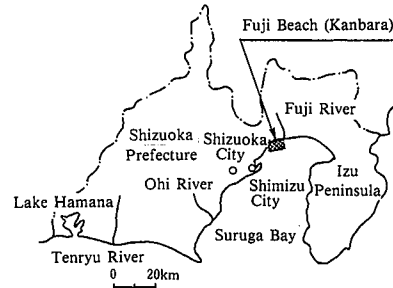 Fuji Beach (Kanbara)
Fuji River
Shizuoka
Prefecture
Shizuoka
City
Izu
Peninsula
Ohi River
Shimizu
City
Lake Hamana
Suruga Bay
Tenryu River
0 20km